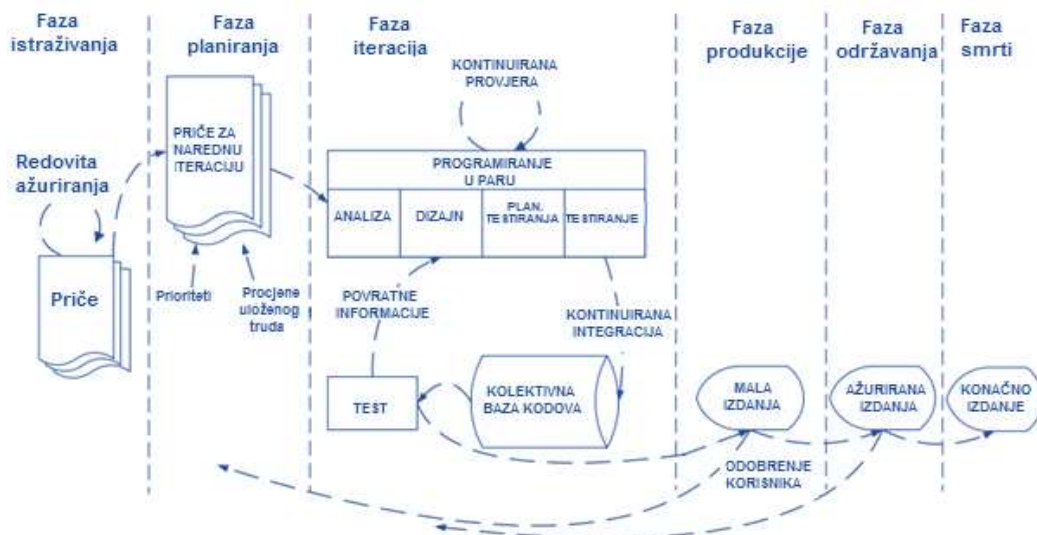 Faza
istraživanja
Faza
planiranja
Faza
iteracija
Faza
produkcije
Faza
održavanja
Faza
smrti
KONTINUIRANA
PROVJERA
PRIČE ZA
NAREDNU
ITERACIJU
Redovita
ažuriranja
PROGRAMIRANJE
U PARU
ANALIZA
DIZAJN
PLAN.
TESTIRANJA
TESTIRANJE
Priče
Prioriteti
Procjene
uloženog
truda
POVRATNE
INFORMACIJE
KONTINUIRANA
INTEGRACIJA
TEST
KOLEKTIVNA
BAZA KODOVA
MALA
IZDANJA
AŽURIRANA
IZDANJA
KONAČNO
IZDANJE
ODOBRENJE
KORISNIKA